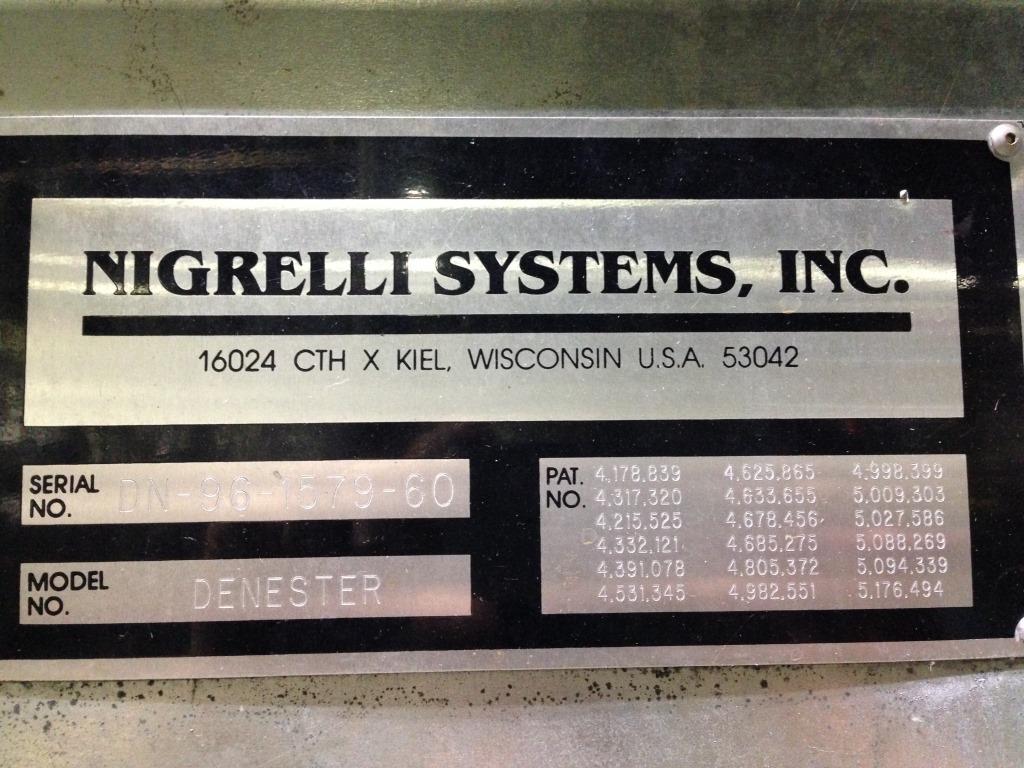 NIGRELLI SYSTEMS, INC.
16024 CTH X KIEL, WISCONSIN U.S.A. 53042
SERIAL NO. DN-96-1579-60
MODEL NO. DENESTER
PAT. NO.
4,178,839 4,625,865 4,998,399
4,317,320 4,633,655 5,009,303
4,215,525 4,678,456 5,027,586
4,332,121 4,685,275 5,088,269
4,391,078 4,805,372 5,094,339
4,531,345 4,982,551 5,176,494